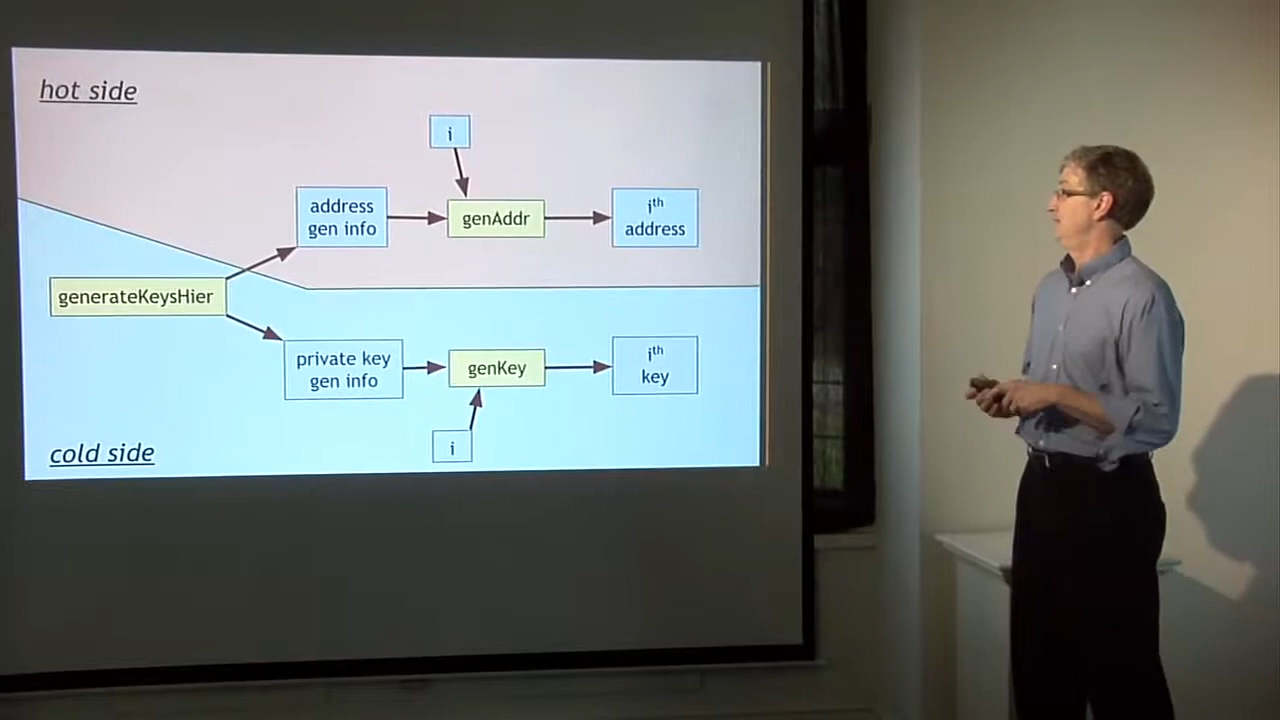 hot side
i
address
gen info
genAddr
ith
address
generateKeysHier
private key
gen info
genKey
ith
key
i
cold side